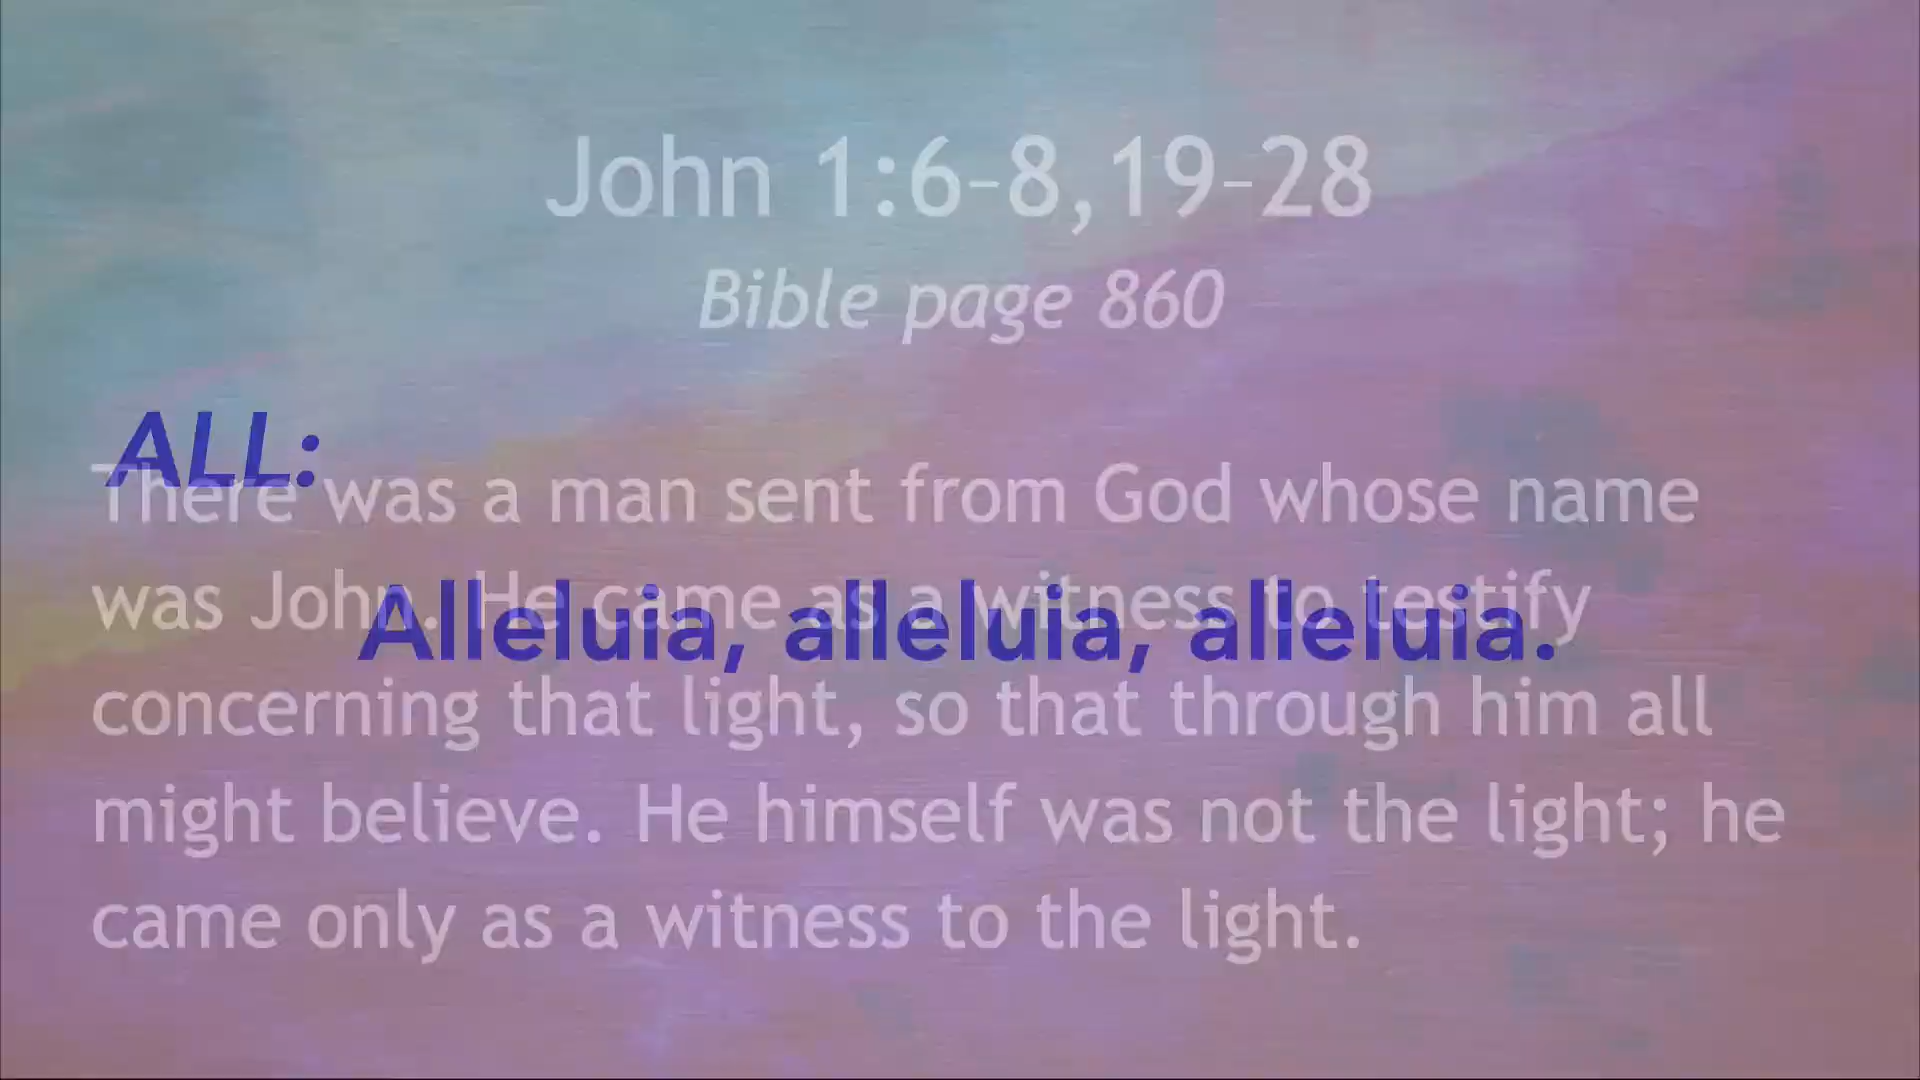 John 1:6-8,19-28
Bible page 860
ALL:
There was a man sent from God whose name
was John. He came as a witness to testify
Alleluia, alleluia, alleluia.
concerning that light, so that through him all
might believe. He himself was not the light; he
came only as a witness to the light.